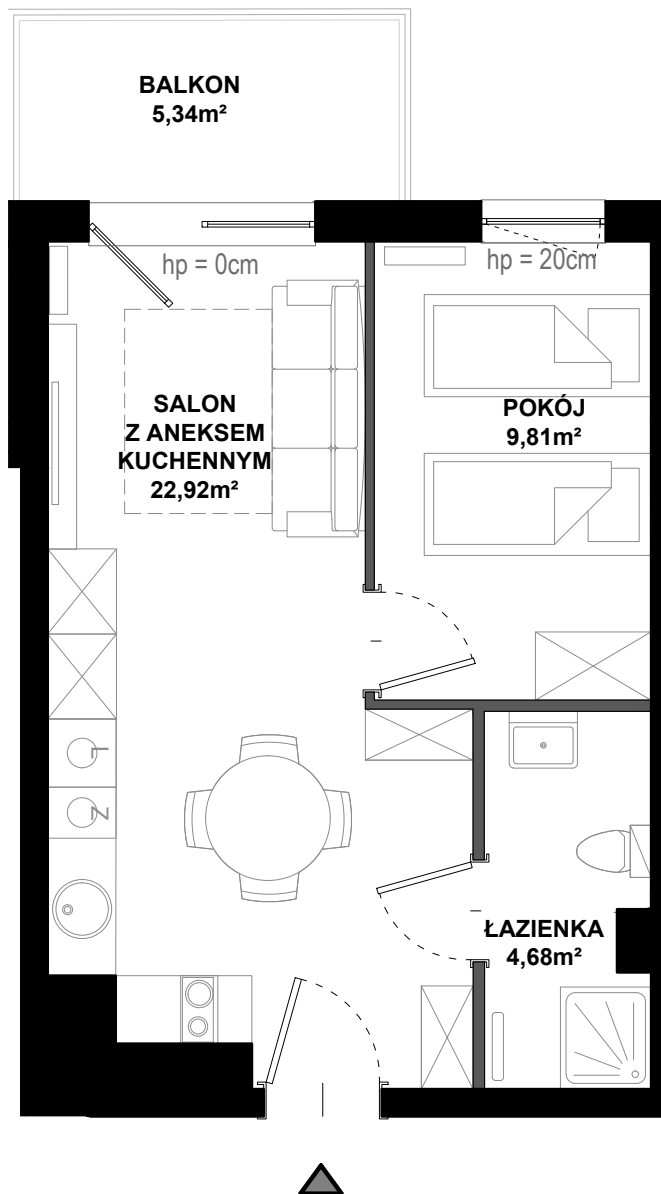 BALKON
5,34m²
hp = 0cm
hp = 20cm
SALON
Z ANEKSEM
KUCHENNYM
22,92m²
POKÓJ
9,81m²
L
Z
ŁAZIENKA
4,68m²